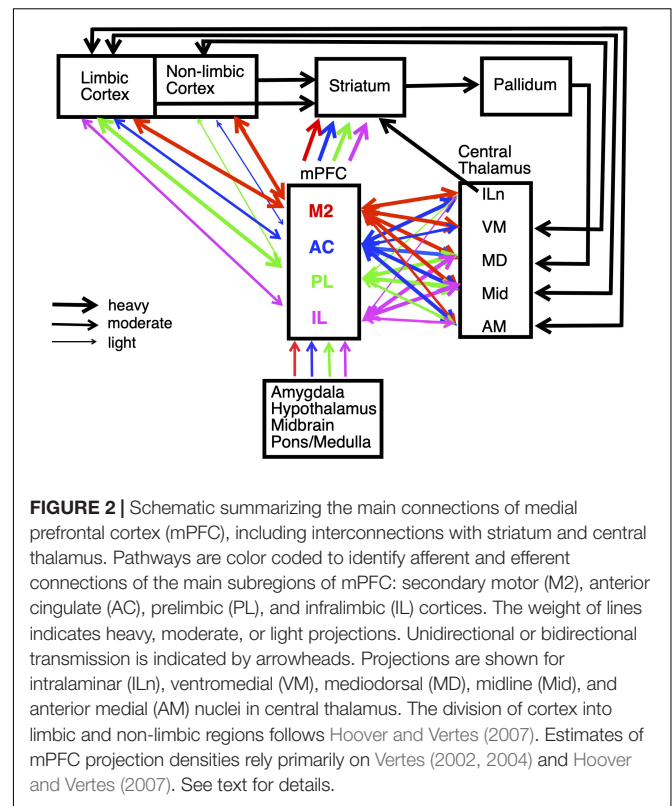 Limbic
Cortex
Non-limbic
Cortex
Striatum
Pallidum
mPFC
Central
Thalamus
M2
AC
PL
IL
ILn
VM
MD
Mid
AM
heavy
moderate
light
Amygdala
Hypothalamus
Midbrain
Pons/Medulla
FIGURE 2 | Schematic summarizing the main connections of medial
prefrontal cortex (mPFC), including interconnections with striatum and central
thalamus. Pathways are color coded to identify afferent and efferent
connections of the main subregions of mPFC: secondary motor (M2), anterior
cingulate (AC), prelimbic (PL), and infralimbic (IL) cortices. The weight of lines
indicates heavy, moderate, or light projections. Unidirectional or bidirectional
transmission is indicated by arrowheads. Projections are shown for
intralaminar (ILn), ventromedial (VM), mediodorsal (MD), midline (Mid), and
anterior medial (AM) nuclei in central thalamus. The division of cortex into
limbic and non-limbic regions follows Hoover and Vertes (2007). Estimates of
mPFC projection densities rely primarily on Vertes (2002, 2004) and Hoover
and Vertes (2007). See text for details.